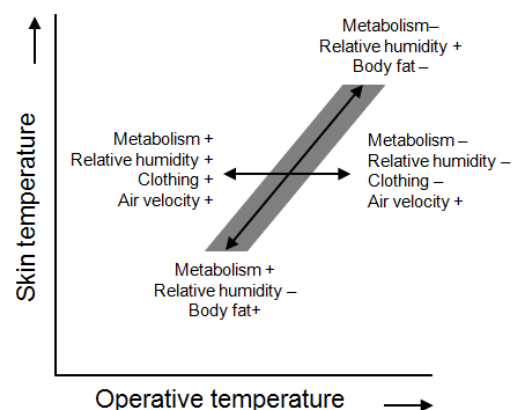 Metabolism–
Relative humidity +
Body fat –
Metabolism +
Relative humidity +
Clothing +
Air velocity +
Metabolism –
Relative humidity –
Clothing –
Air velocity +
Metabolism +
Relative humidity –
Body fat+
Skin temperature
Operative temperature